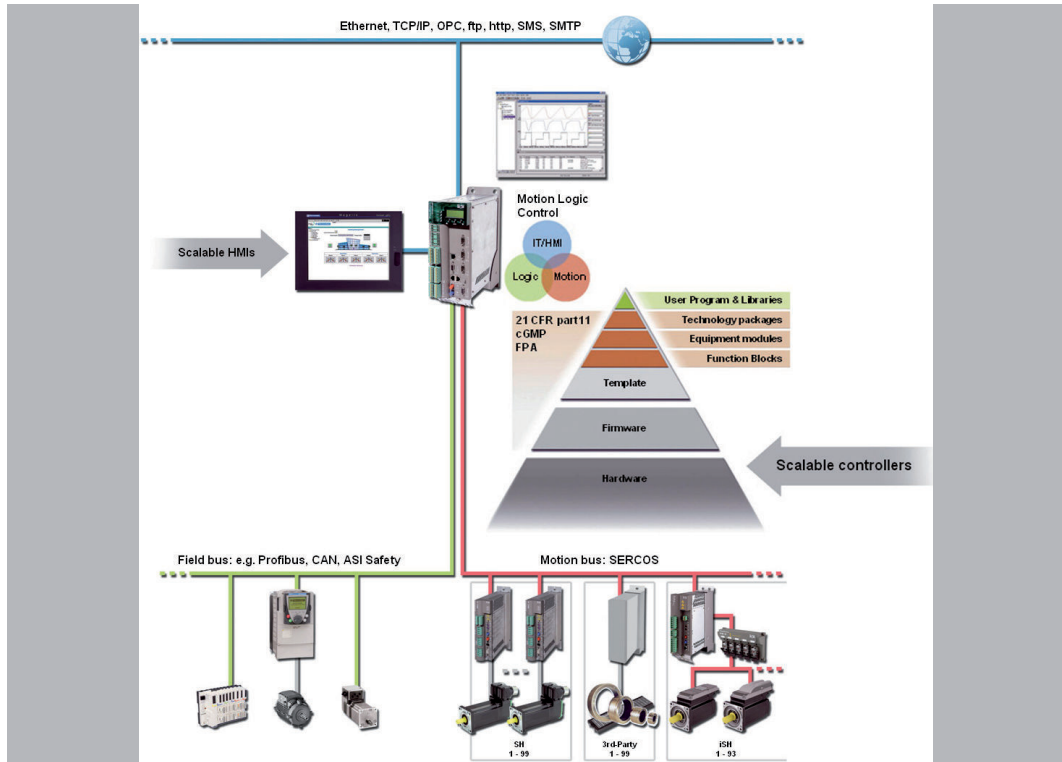 Ethernet, TCP/IP, OPC, ftp, http, SMS, SMTP
Motion Logic
Control
IT/HMI
Logic
Motion
Scalable HMIs
21 CFR part11
cGMP
FPA
User Program & Libraries
Technology packages
Equipment modules
Function Blocks
Template
Firmware
Hardware
Scalable controllers
Field bus: e.g. Profibus, CAN, ASI Safety
Motion bus: SERCOS
SH
1 - 99
3rd-Party
1 - 99
iSH
1 - 93